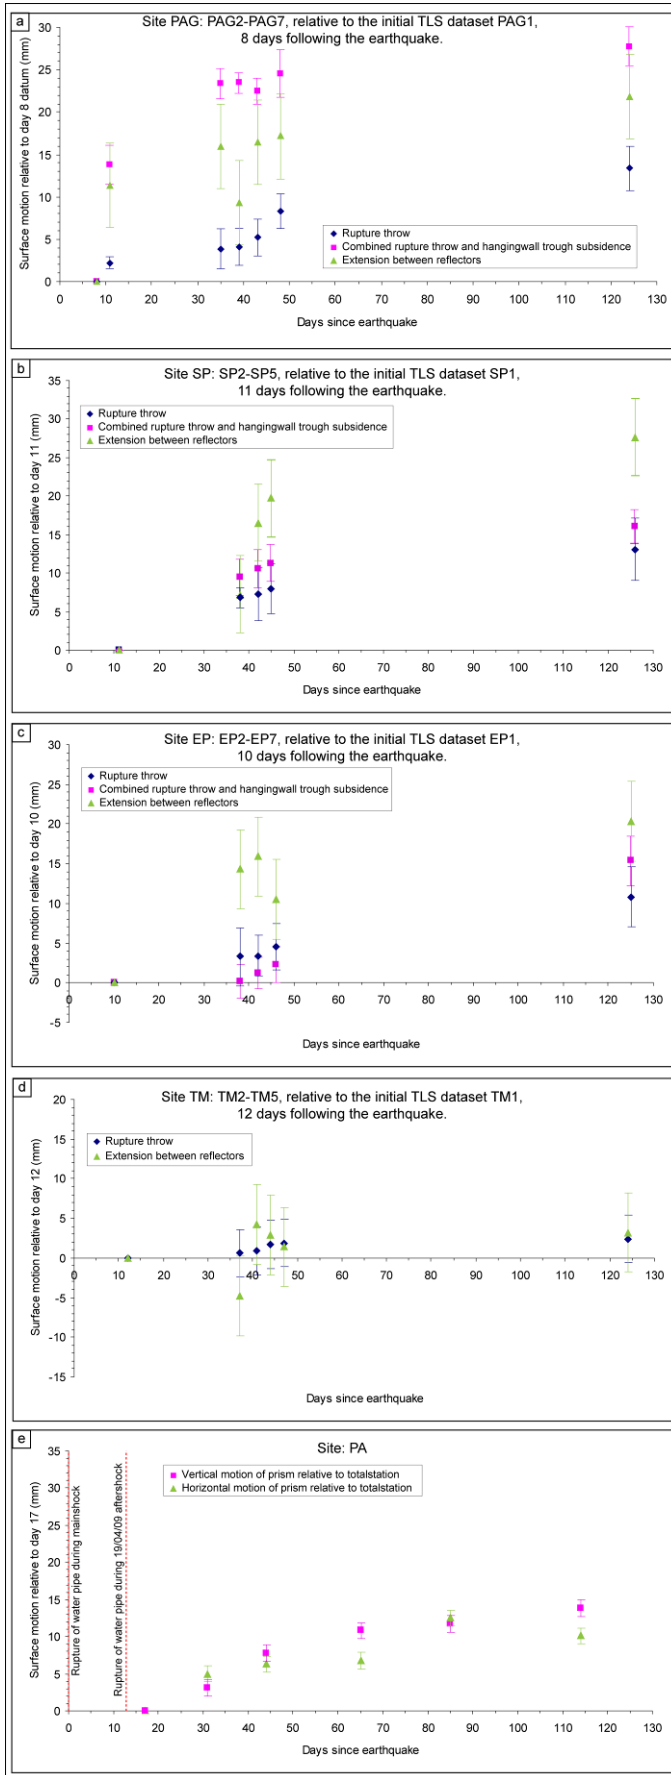 a
Site PAG: PAG2-PAG7, relative to the initial TLS dataset PAG1,
8 days following the earthquake.
Surface motion relative to day 8 datum (mm)
30
25
20
15
10
5
0
Rupture throw
Combined rupture throw and hangingwall trough subsidence
Extension between reflectors
0 10 20 30 40 50 60 70 80 90 100 110 120 130
Days since earthquake
b
Site SP: SP2-SP5, relative to the initial TLS dataset SP1,
11 days following the earthquake.
Surface motion relative to day 11 (mm)
35
30
25
20
15
10
5
0
Rupture throw
Combined rupture throw and hangingwall trough subsidence
Extension between reflectors
0 10 20 30 40 50 60 70 80 90 100 110 120 130
Days since earthquake
c
Site EP: EP2-EP7, relative to the initial TLS dataset EP1,
10 days following the earthquake.
Surface motion relative to day 10 (mm)
30
25
20
15
10
5
0
-5
Rupture throw
Combined rupture throw and hangingwall trough subsidence
Extension between reflectors
0 10 20 30 40 50 60 70 80 90 100 110 120 130
Days since earthquake
d
Site TM: TM2-TM5, relative to the initial TLS dataset TM1,
12 days following the earthquake.
Surface motion relative to day 12 (mm)
20
15
10
5
0
-5
-10
-15
Rupture throw
Extension between reflectors
0 10 20 30 40 50 60 70 80 90 100 110 120 130
Days since earthquake
e
Site: PA
Surface motion relative to day 17 (mm)
35
30
25
20
15
10
5
0
Rupture of water pipe during mainshock
Rupture of water pipe during 19/04/09 aftershock
Vertical motion of prism relative to totalstation
Horizontal motion of prism relative to totalstation
0 10 20 30 40 50 60 70 80 90 100 110 120 130
Days since earthquake